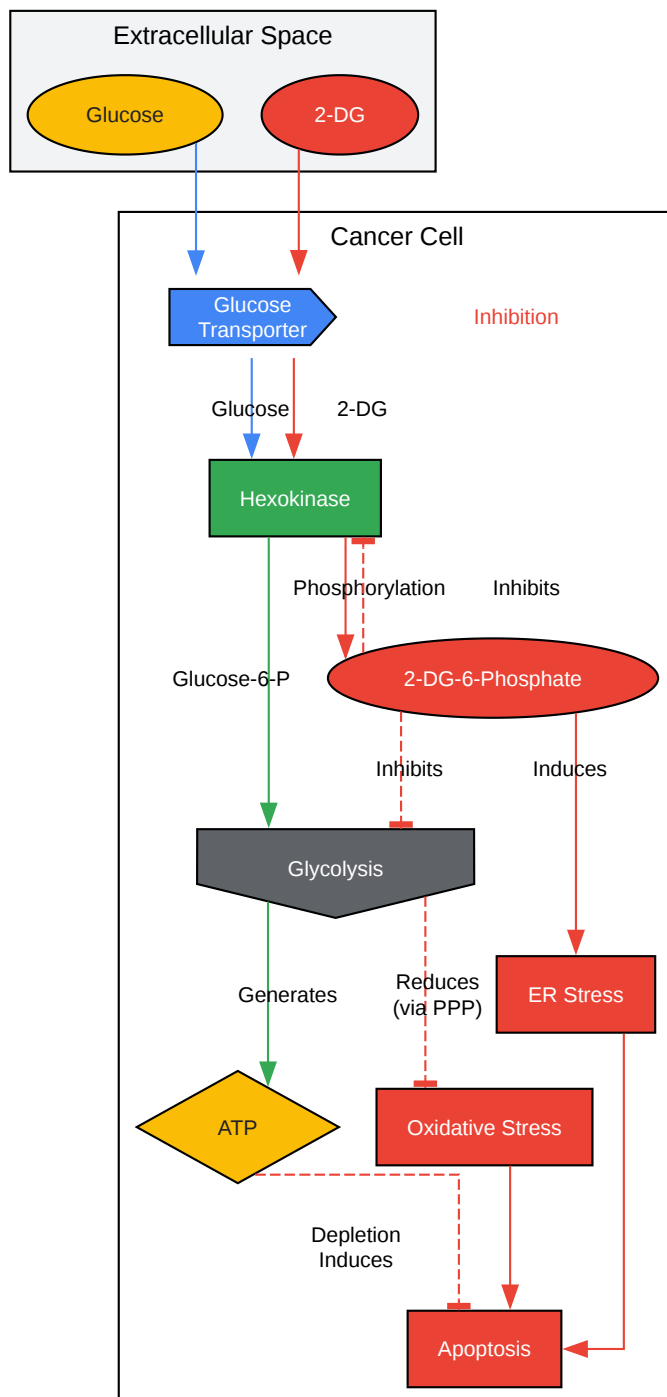 Extracellular Space
Glucose
2-DG
Cancer Cell
Glucose
Transporter
Inhibition
Glucose
2-DG
Hexokinase
Phosphorylation
Inhibits
Glucose-6-P
2-DG-6-Phosphate
Inhibits
Induces
Glycolysis
Generates
Reduces
(via PPP)
ER Stress
ATP
Oxidative Stress
Depletion
Induces
Apoptosis